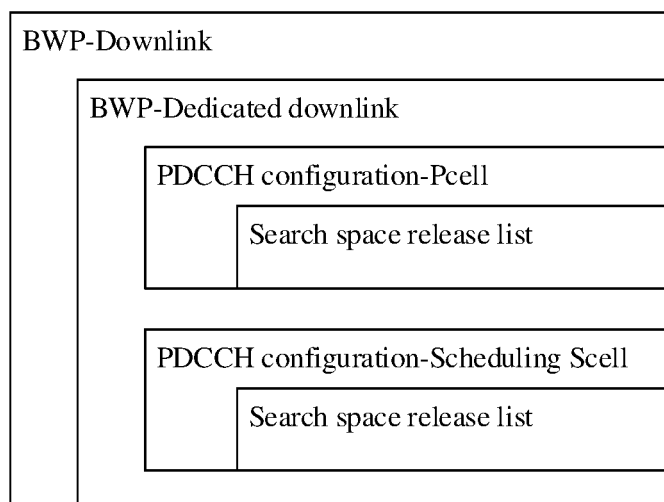 BWP-Downlink
BWP-Dedicated downlink
PDCCH configuration-Pcell
Search space release list
PDCCH configuration-Scheduling Scell
Search space release list